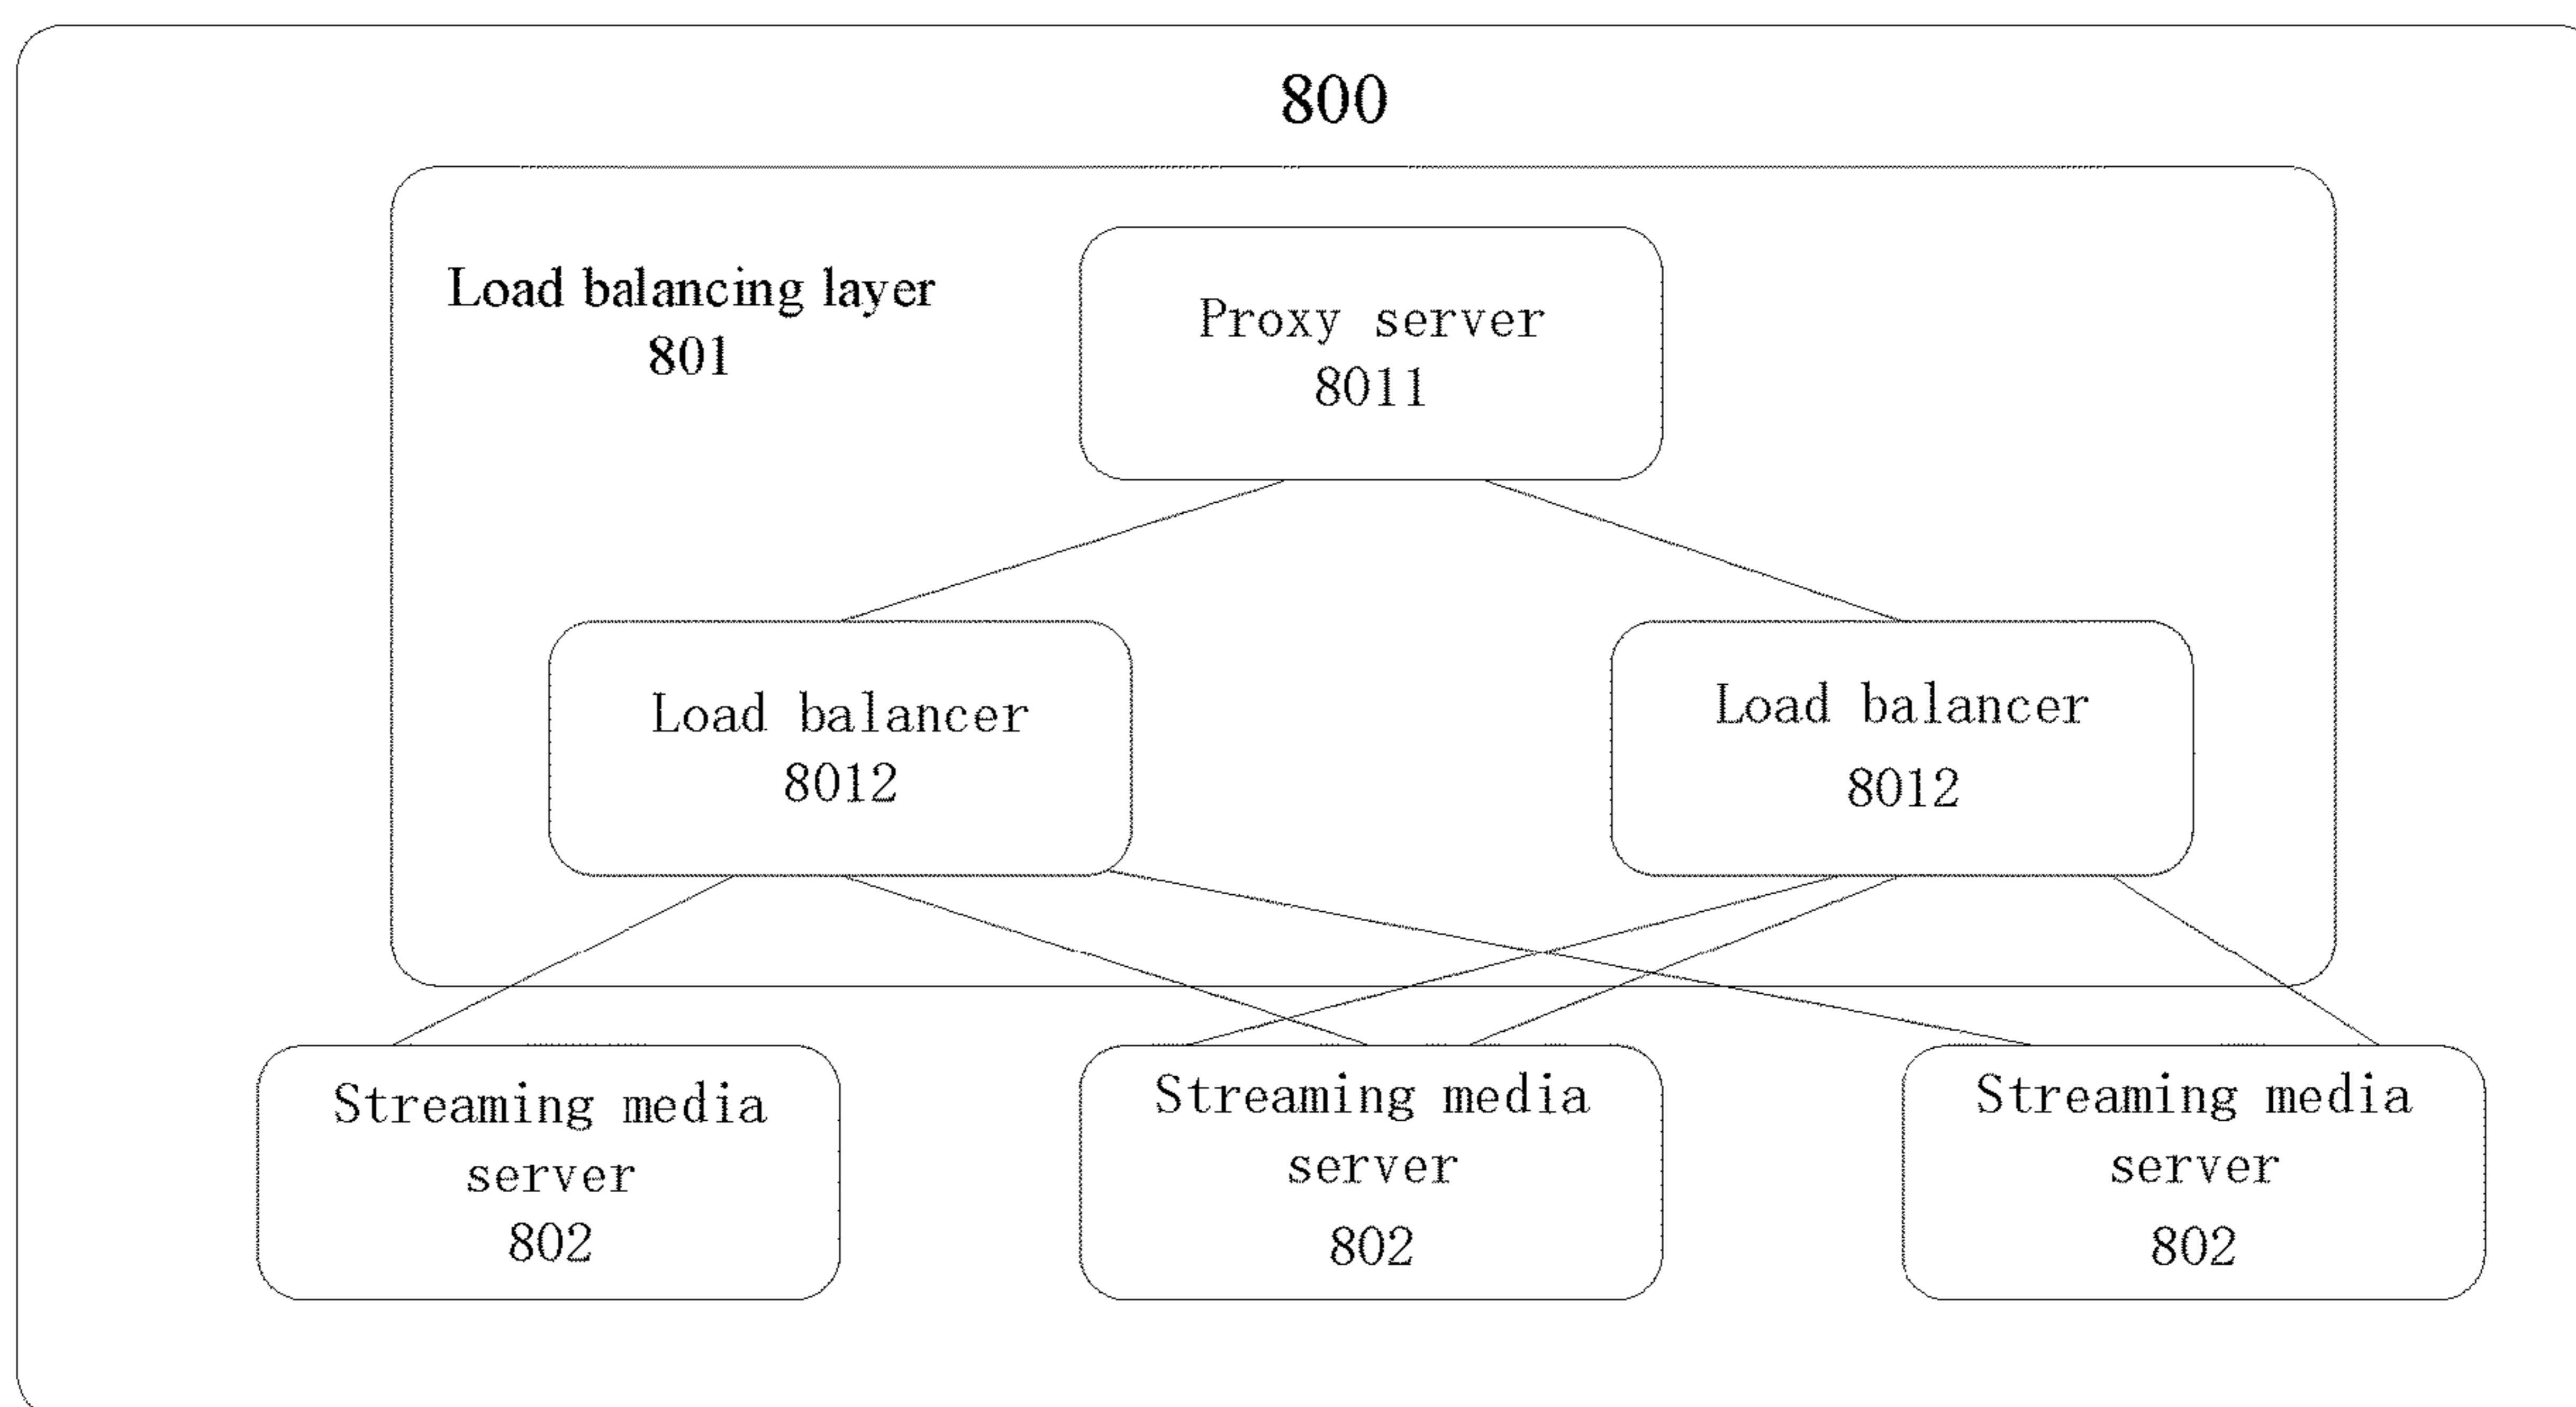 800
Load balancing layer
801
Proxy server
8011
Load balancer
8012
Load balancer
8012
Streaming media
server
802
Streaming media
server
802
Streaming media
server
802